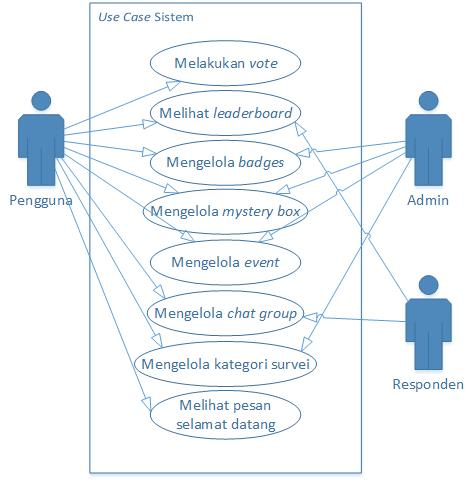 Use Case Sistem
Melakukan vote
Melihat leaderboard
Mengelola badges
Pengguna
Admin
Mengelola mystery box
Mengelola event
Mengelola chat group
Mengelola kategori survei
Responden
Melihat pesan
selamat datang